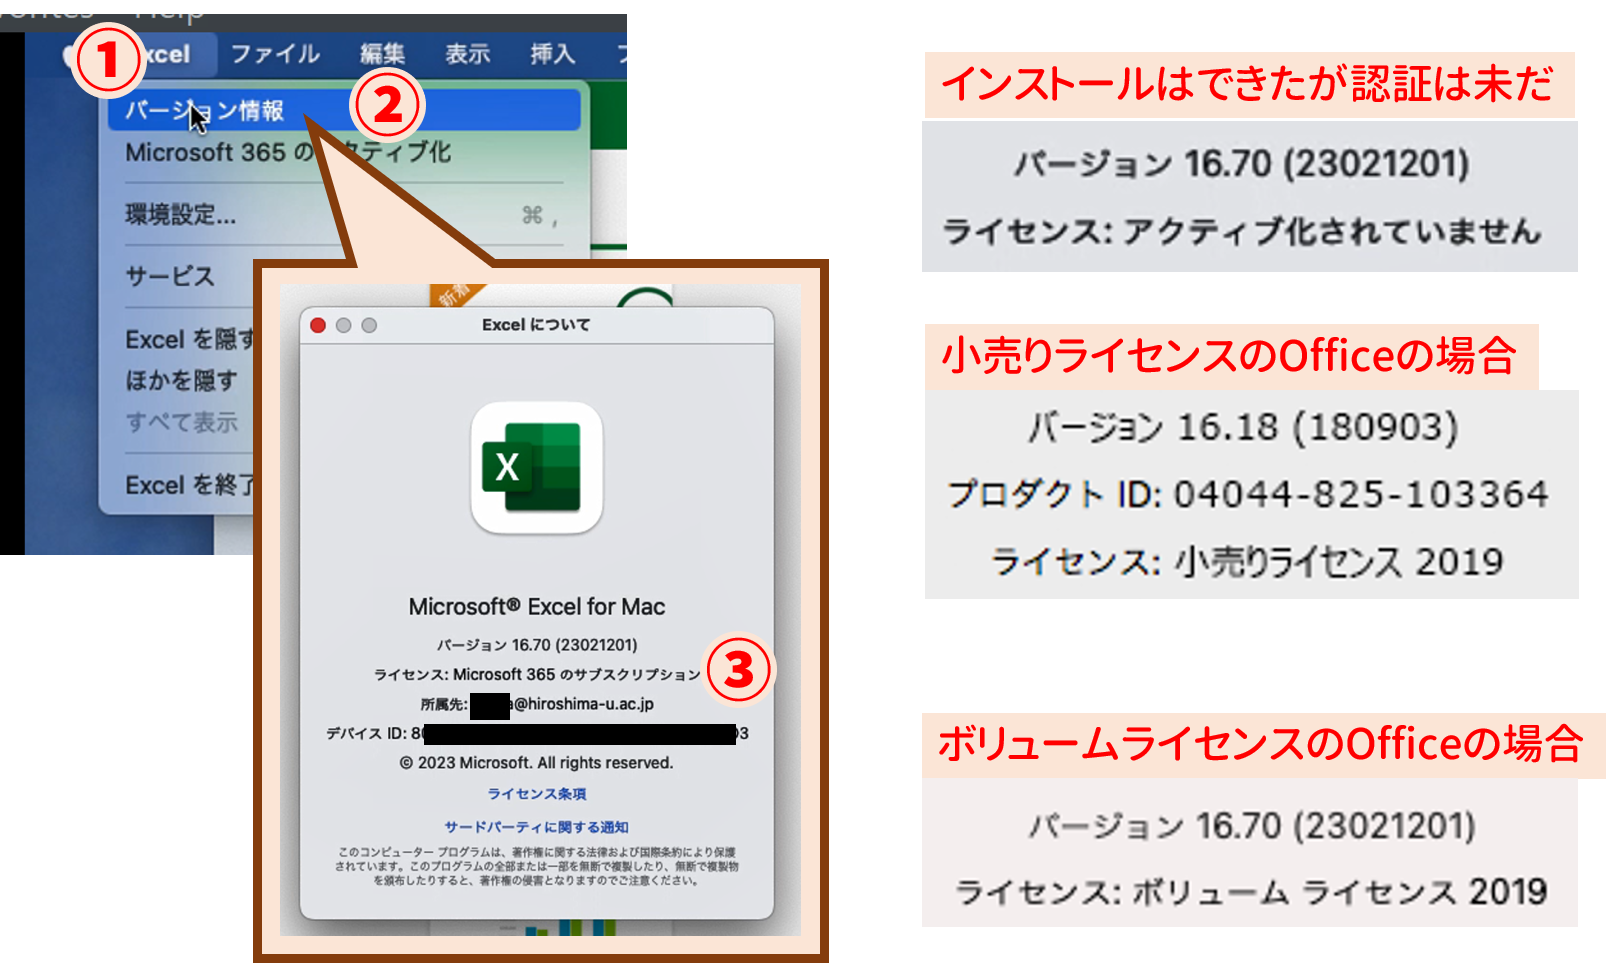 Help
① Excel ファイル 編集 表示 挿入
バージョン情報 ②
Microsoft 365 の クティブ化
環境設定... ⌘ ,
サービス
Excel を隠す
ほかを隠す
すべて表示
Excel を終了
新着
Excel について
X
Microsoft® Excel for Mac
バージョン 16.70 (23021201)
ライセンス: Microsoft 365 のサブスクリプション ③
所属先: a@hiroshima-u.ac.jp
デバイス ID: 80 03
© 2023 Microsoft. All rights reserved.
ライセンス条項
サードパーティに関する通知
このコンピューター プログラムは、著作権に関する法律および国際条約により保護
されています。このプログラムの全部または一部を無断で複製したり、無断で複製物
を頒布したりすると、著作権の侵害となりますのでご注意ください。
インストールはできたが認証は未だ
バージョン 16.70 (23021201)
ライセンス: アクティブ化されていません
小売りライセンスのOfficeの場合
バージョン 16.18 (180903)
プロダクト ID: 04044-825-103364
ライセンス: 小売りライセンス 2019
ボリュームライセンスのOfficeの場合
バージョン 16.70 (23021201)
ライセンス: ボリューム ライセンス 2019